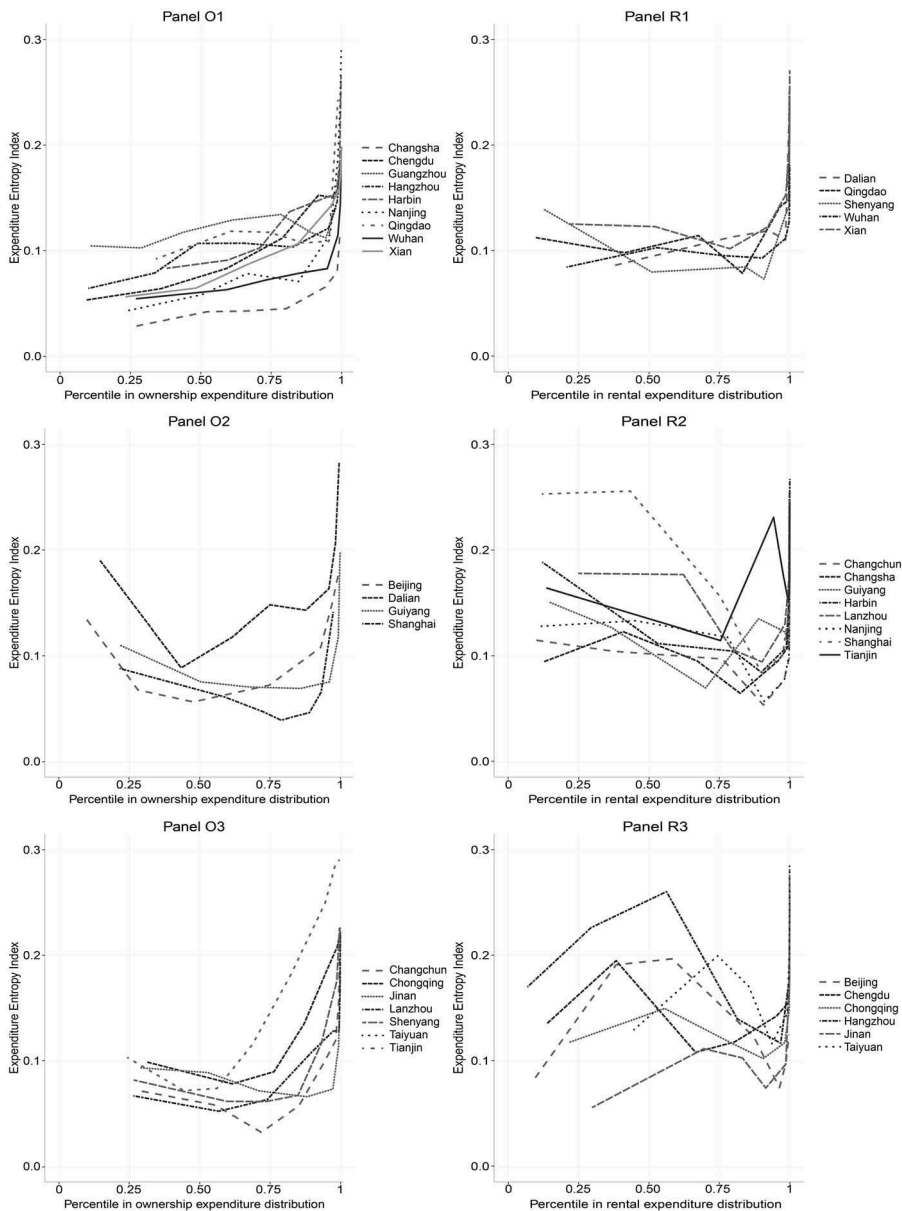 Panel O1
Expenditure Entropy Index
0.3
0.2
0.1
0.0
0 0.25 0.50 0.75 1
Percentile in ownership expenditure distribution
Changsha
Chengdu
Guangzhou
Hangzhou
Harbin
Nanjing
Qingdao
Wuhan
Xian
Panel R1
Expenditure Entropy Index
0.3
0.2
0.1
0.0
0 0.25 0.50 0.75 1
Percentile in rental expenditure distribution
Dalian
Qingdao
Shenyang
Wuhan
Xian
Panel O2
Expenditure Entropy Index
0.3
0.2
0.1
0.0
0 0.25 0.50 0.75 1
Percentile in ownership expenditure distribution
Beijing
Dalian
Guiyang
Shanghai
Panel R2
Expenditure Entropy Index
0.3
0.2
0.1
0.0
0 0.25 0.50 0.75 1
Percentile in rental expenditure distribution
Changchun
Changsha
Guiyang
Harbin
Lanzhou
Nanjing
Shanghai
Tianjin
Panel O3
Expenditure Entropy Index
0.3
0.2
0.1
0.0
0 0.25 0.50 0.75 1
Percentile in ownership expenditure distribution
Changchun
Chongqing
Jinan
Lanzhou
Shenyang
Taiyuan
Tianjin
Panel R3
Expenditure Entropy Index
0.3
0.2
0.1
0.0
0 0.25 0.50 0.75 1
Percentile in rental expenditure distribution
Beijing
Chengdu
Chongqing
Hangzhou
Jinan
Taiyuan